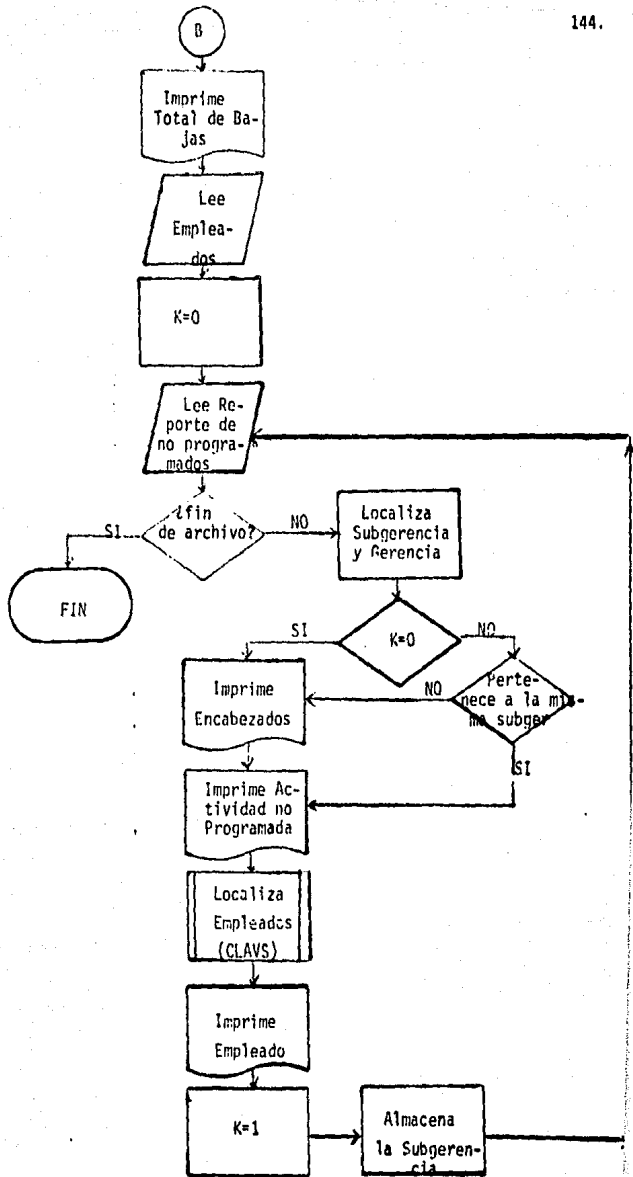 144.
B
Imprime
Total de Ba-
jas
Lee
Emplea-
dos
K=0
Lee Re-
porte de
no progra-
mados
¿fin
de archivo?
SI
NO
Localiza
Subgerencia
y Gerencia
FIN
K=0
SI
NO
Imprime
Encabezados
NO
Perte-
nece a la mis-
ma subger
SI
Imprime Ac-
tividad no
Programada
Localiza
Empleados
(CLAVS)
Imprime
Empleado
K=1
Almacena
la Subgeren-
cia